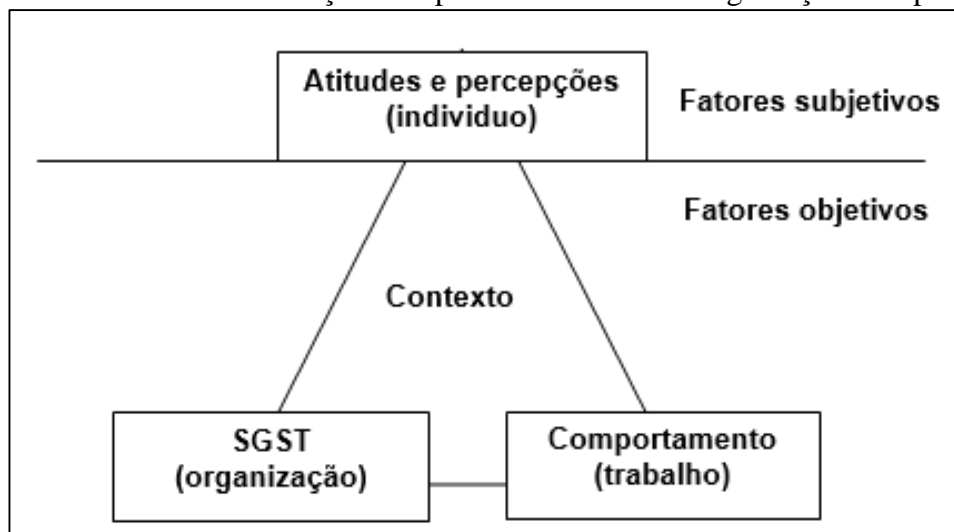 Atitudes e percepções
(individuo)
Fatores subjetivos
Fatores objetivos
Contexto
SGST
(organização)
Comportamento
(trabalho)